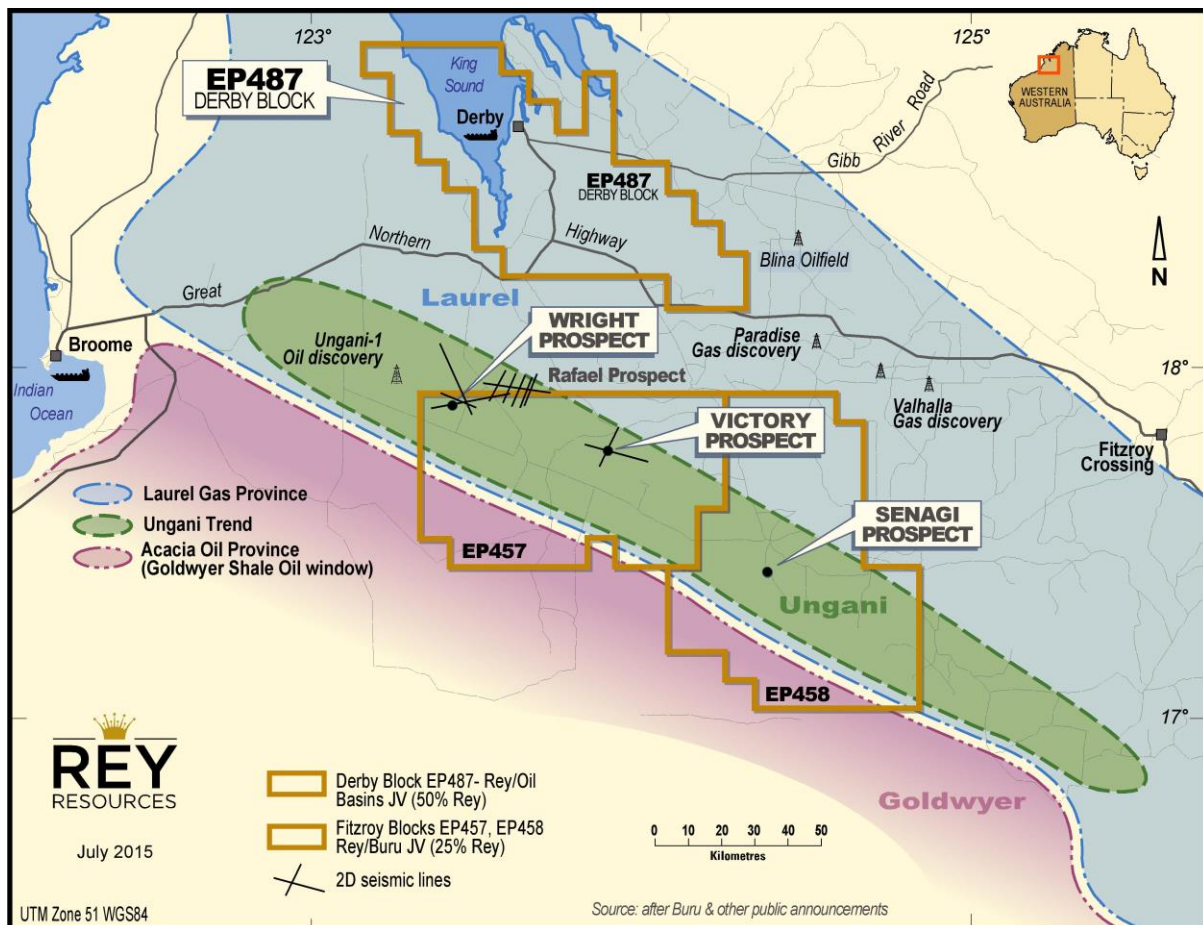 123°
125°
EP487
DERBY BLOCK
King
Sound
Derby
Gibb River Road
WESTERN
AUSTRALIA
EP487
DERBY BLOCK
N
Blina Oilfield
Great Northern Highway
Laurel
WRIGHT
PROSPECT
Ungani-1
Oil discovery
Paradise
Gas discovery
Broome
Rafael Prospect
18°
Indian
Ocean
Valhalla
Gas discovery
VICTORY
PROSPECT
Fitzroy
Crossing
Laurel Gas Province
Ungani Trend
Acacia Oil Province
(Goldwyer Shale Oil window)
SENAGI
PROSPECT
EP457
Ungani
EP458
17°
REY
RESOURCES
July 2015
Goldwyer
Derby Block EP487- Rey/Oil
Basins JV (50% Rey)
Fitzroy Blocks EP457, EP458
Rey/Buru JV (25% Rey)
2D seismic lines
0 10 20 30 40 50
Kilometres
UTM Zone 51 WGS84
Source: after Buru & other public announcements